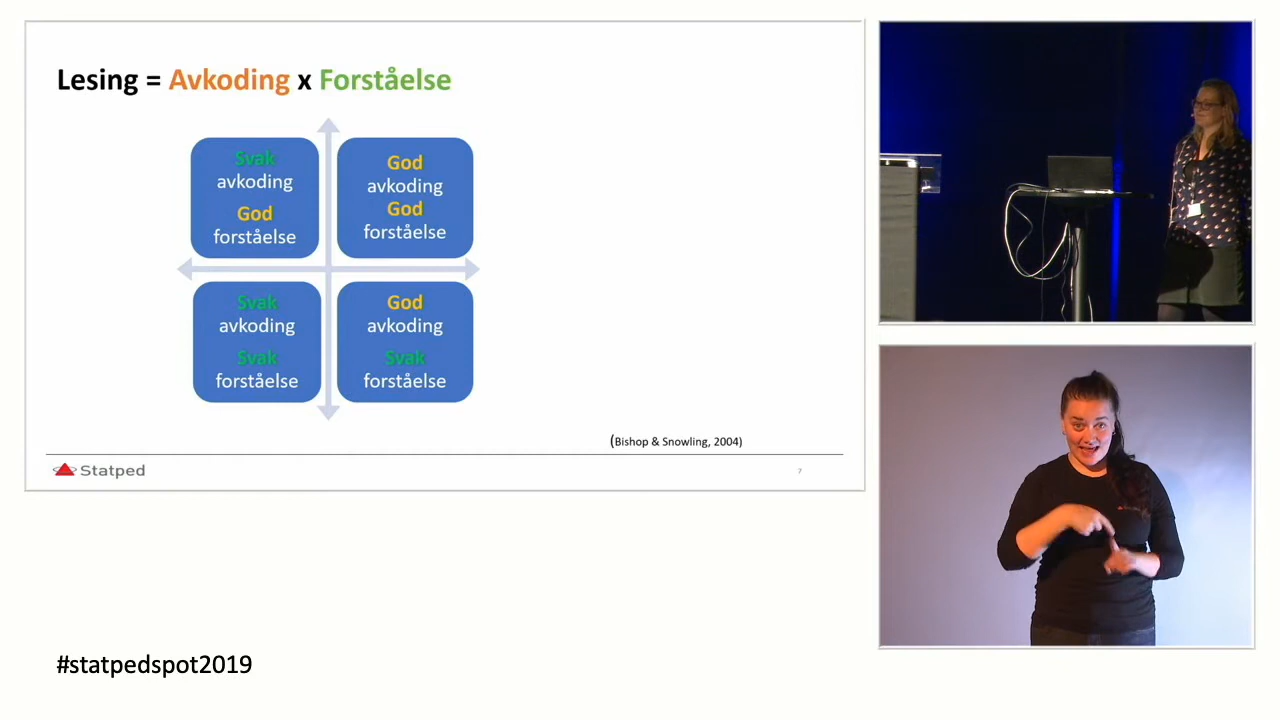 Lesing = Avkoding x Forståelse
Svak
avkoding
God
forståelse
God
avkoding
God
forståelse
Svak
avkoding
Svak
forståelse
God
avkoding
Svak
forståelse
(Bishop & Snowling, 2004)
Statped
7
#statpedspot2019